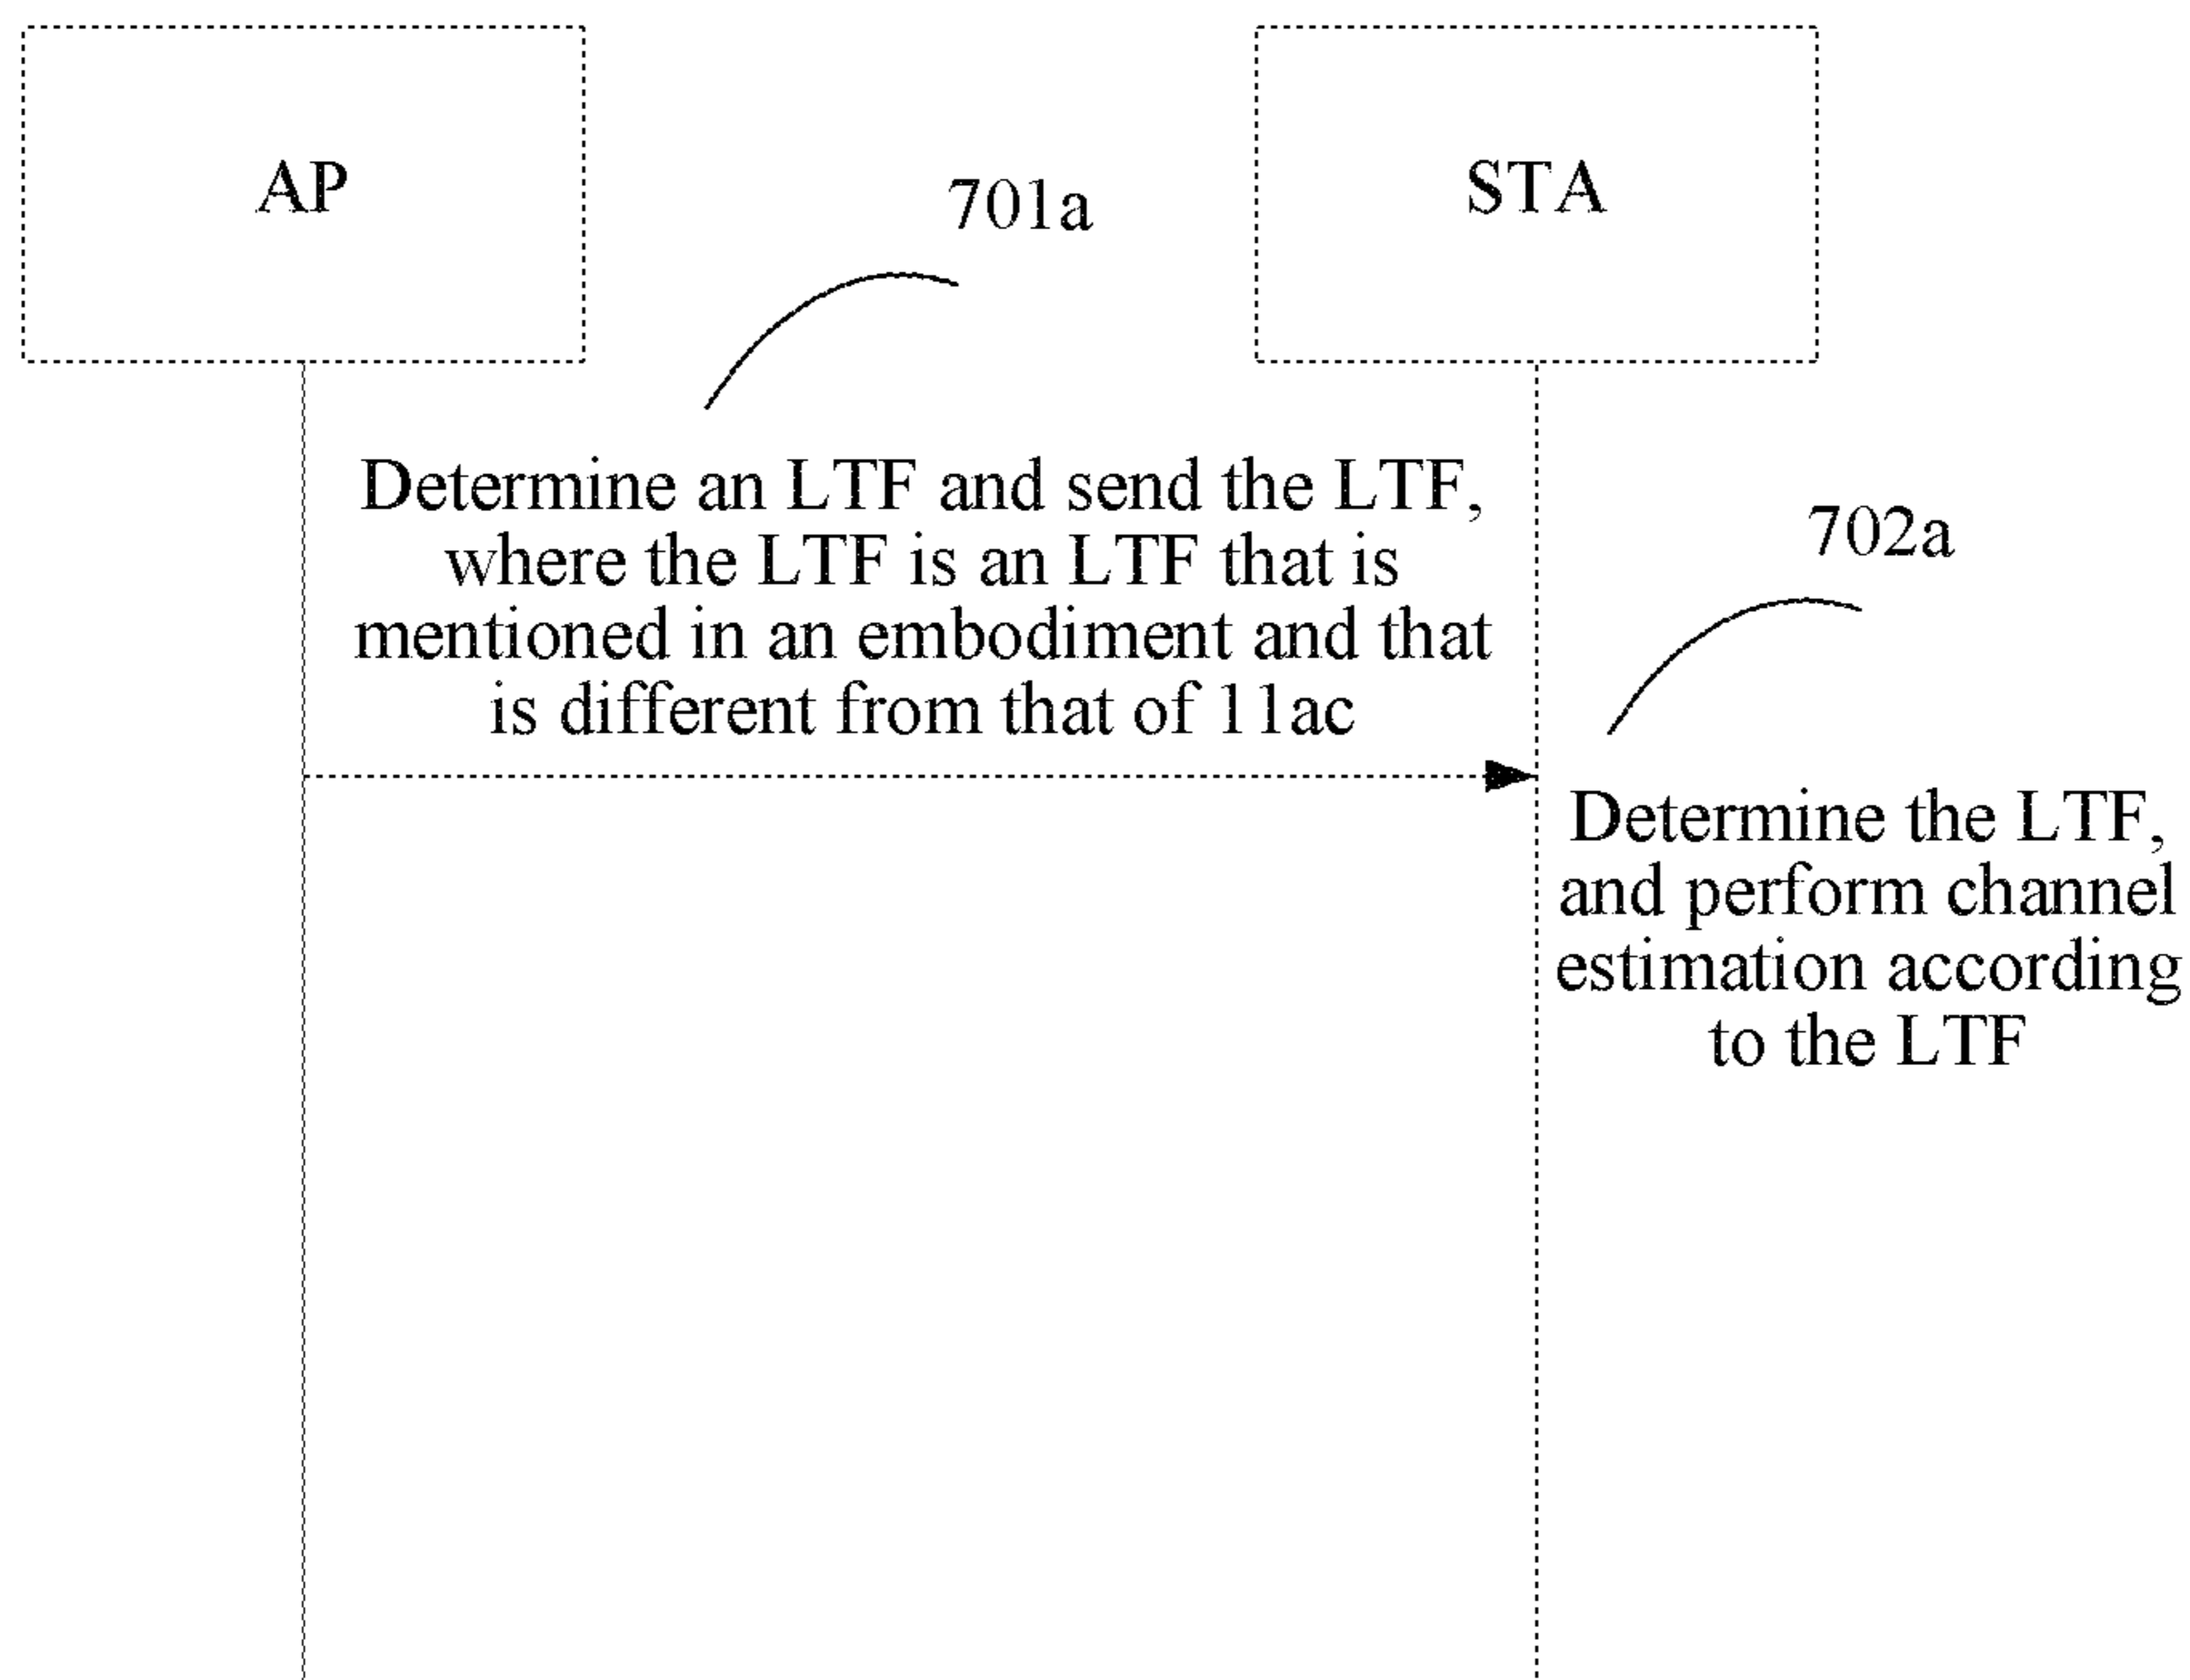 AP
STA
701a
Determine an LTF and send the LTF,
where the LTF is an LTF that is
mentioned in an embodiment and that
is different from that of 11ac
702a
Determine the LTF,
and perform channel
estimation according
to the LTF